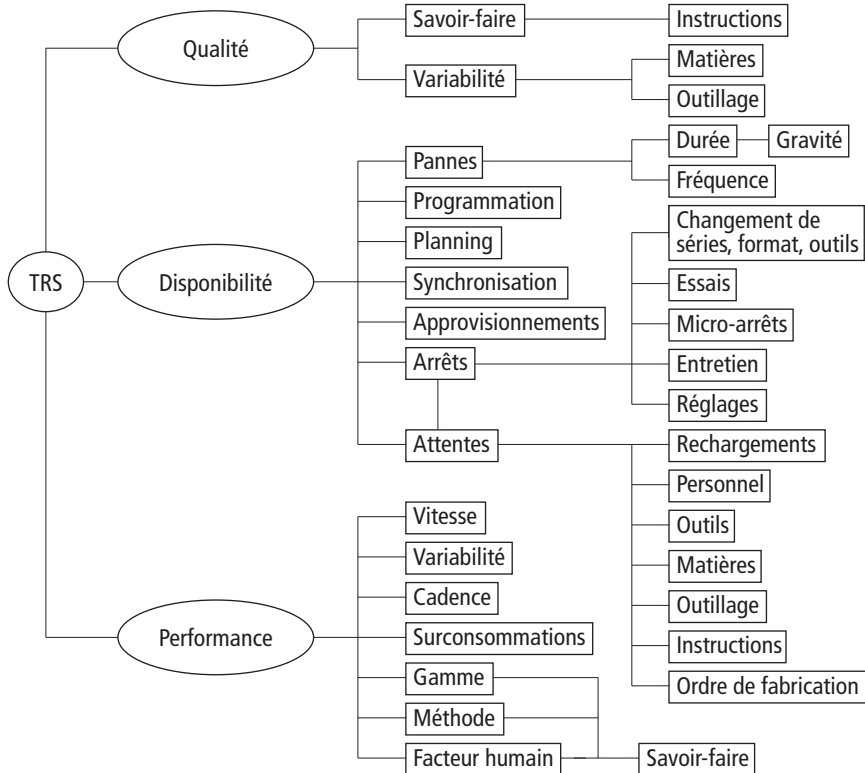 Qualité
Savoir-faire
Instructions
Variabilité
Matières
Outillage
TRS
Disponibilité
Pannes
Durée
Gravité
Fréquence
Programmation
Planning
Synchronisation
Approvisionnements
Arrêts
Changement de
séries, format, outils
Essais
Micro-arrêts
Entretien
Réglages
Attentes
Rechargements
Personnel
Outils
Matières
Outillage
Instructions
Ordre de fabrication
Performance
Vitesse
Variabilité
Cadence
Surconsommations
Gamme
Méthode
Facteur humain
Savoir-faire